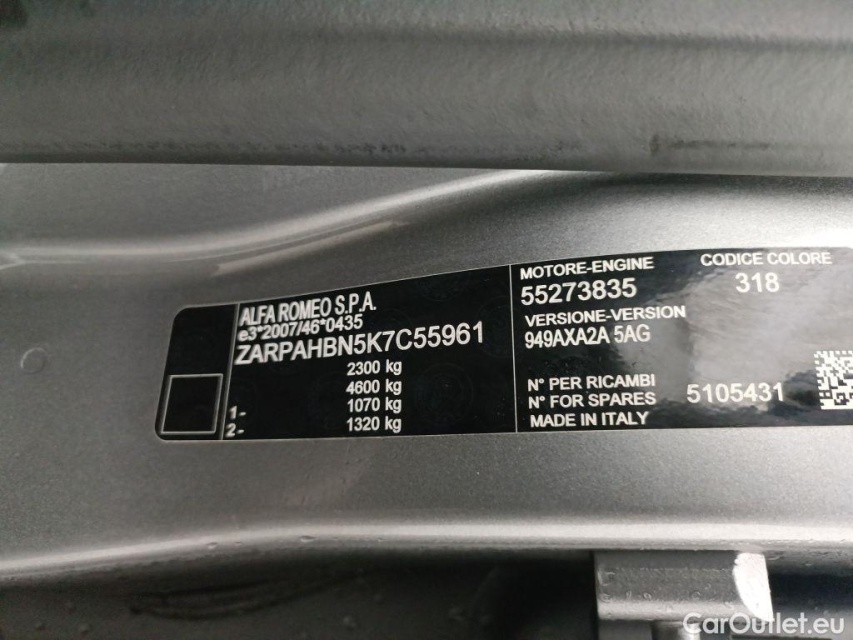 ALFA ROMEO S.P.A.
e3*2007/46*0435
ZARPAHBN5K7C55961
2300 kg
4600 kg
1- 1070 kg
2- 1320 kg
MOTORE-ENGINE
55273835
VERSIONE-VERSION
949AXA2A 5AG
N° PER RICAMBI
N° FOR SPARES 5105431
MADE IN ITALY
CODICE COLORE
318
CarOutlet.eu